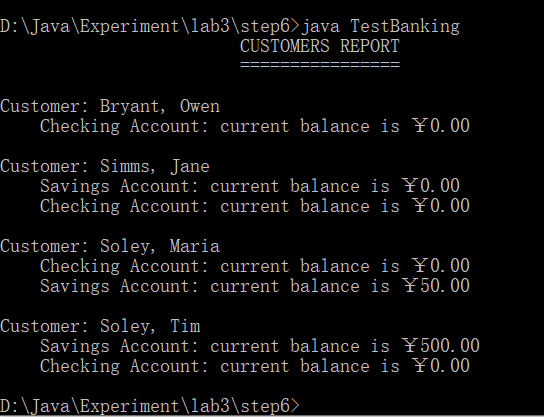 D:\Java\Experiment\lab3\step6>java TestBanking
CUSTOMERS REPORT
================
Customer: Bryant, Owen
Checking Account: current balance is ¥0.00
Customer: Simms, Jane
Savings Account: current balance is ¥0.00
Checking Account: current balance is ¥0.00
Customer: Soley, Maria
Checking Account: current balance is ¥0.00
Savings Account: current balance is ¥50.00
Customer: Soley, Tim
Savings Account: current balance is ¥500.00
Checking Account: current balance is ¥0.00
D:\Java\Experiment\lab3\step6>